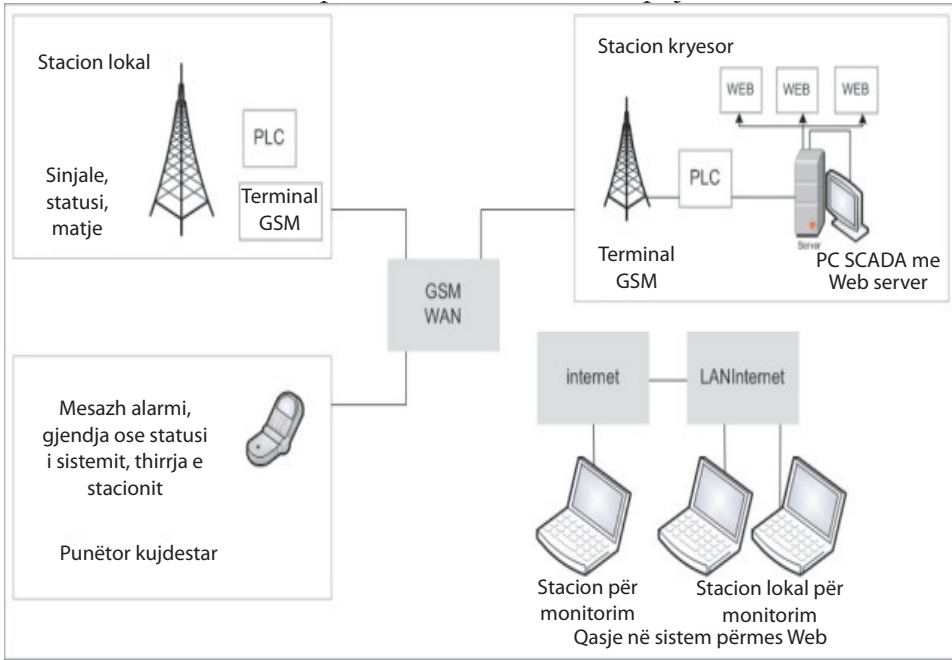 Stacion lokal
PLC
Sinjale,
statusi,
matje
Terminal
GSM
Stacion kryesor
WEB WEB WEB
PLC
Server
Terminal
GSM
PC SCADA me
Web server
GSM
WAN
Mesazh alarmi,
gjendja ose statusi
i sistemit, thirrja e
stacionit
Punëtor kujdestar
internet
LANInternet
Stacion për
monitorim
Stacion lokal për
monitorim
Qasje në sistem përmes Web